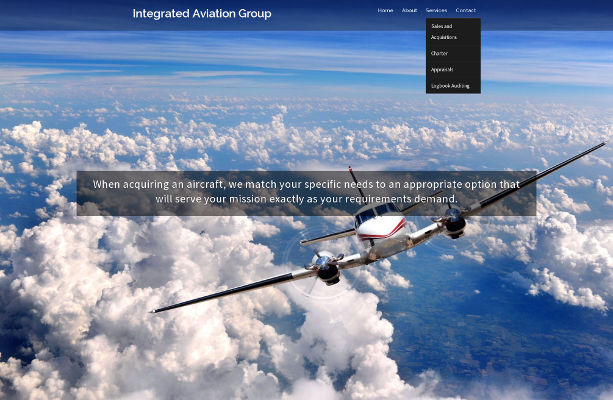 Integrated Aviation Group
Home About Services Contact
Sales and
Acquisitions
Charter
Appraisals
Logbook Auditing
When acquiring an aircraft, we match your specific needs to an appropriate option that
will serve your mission exactly as your requirements demand.